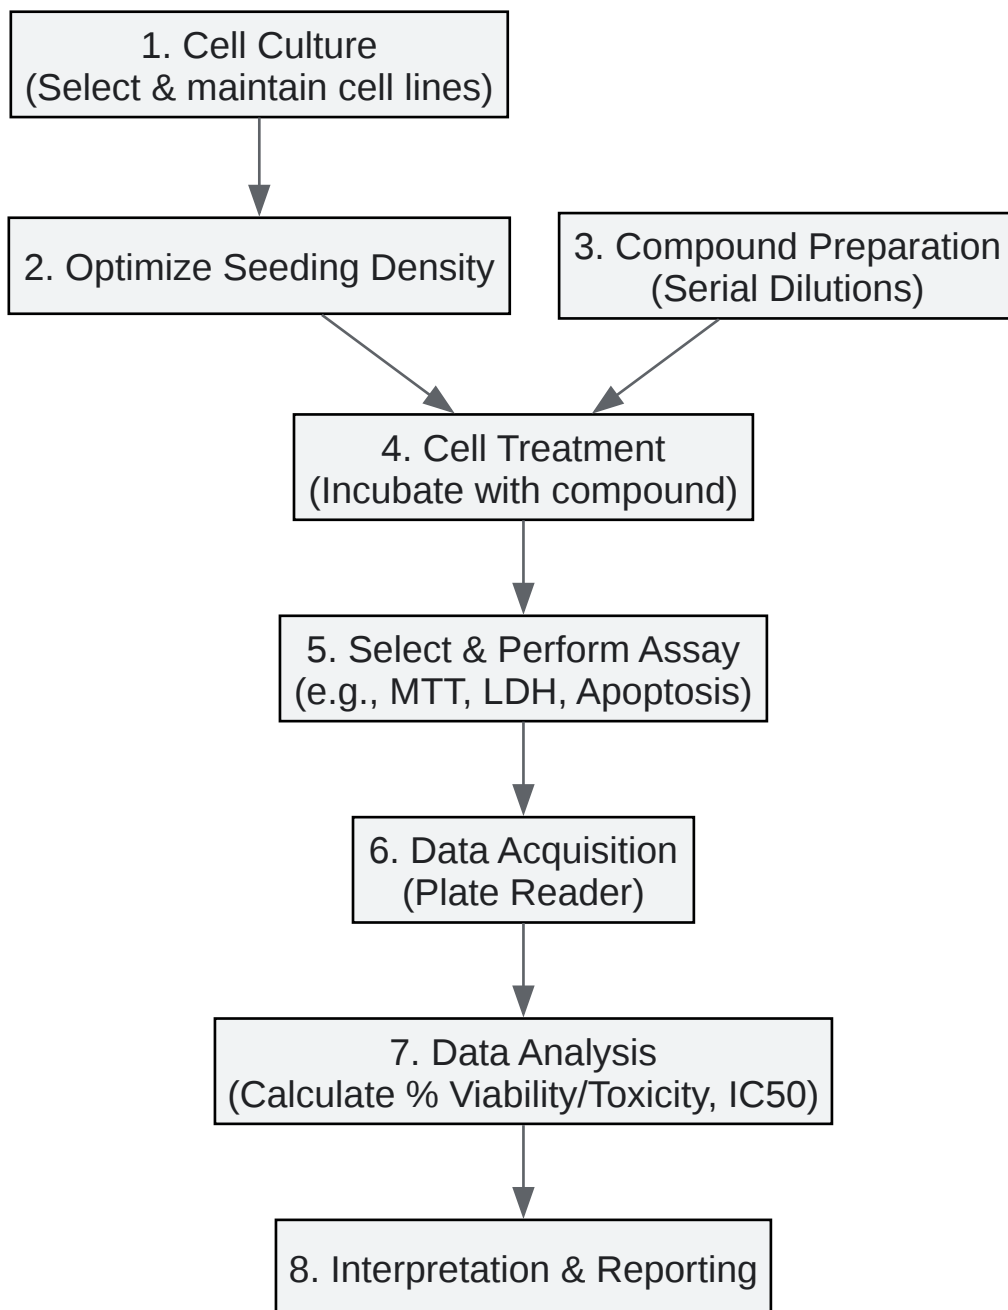 1. Cell Culture
(Select & maintain cell lines)
2. Optimize Seeding Density
3. Compound Preparation
(Serial Dilutions)
4. Cell Treatment
(Incubate with compound)
5. Select & Perform Assay
(e.g., MTT, LDH, Apoptosis)
6. Data Acquisition
(Plate Reader)
7. Data Analysis
(Calculate % Viability/Toxicity, IC50)
8. Interpretation & Reporting